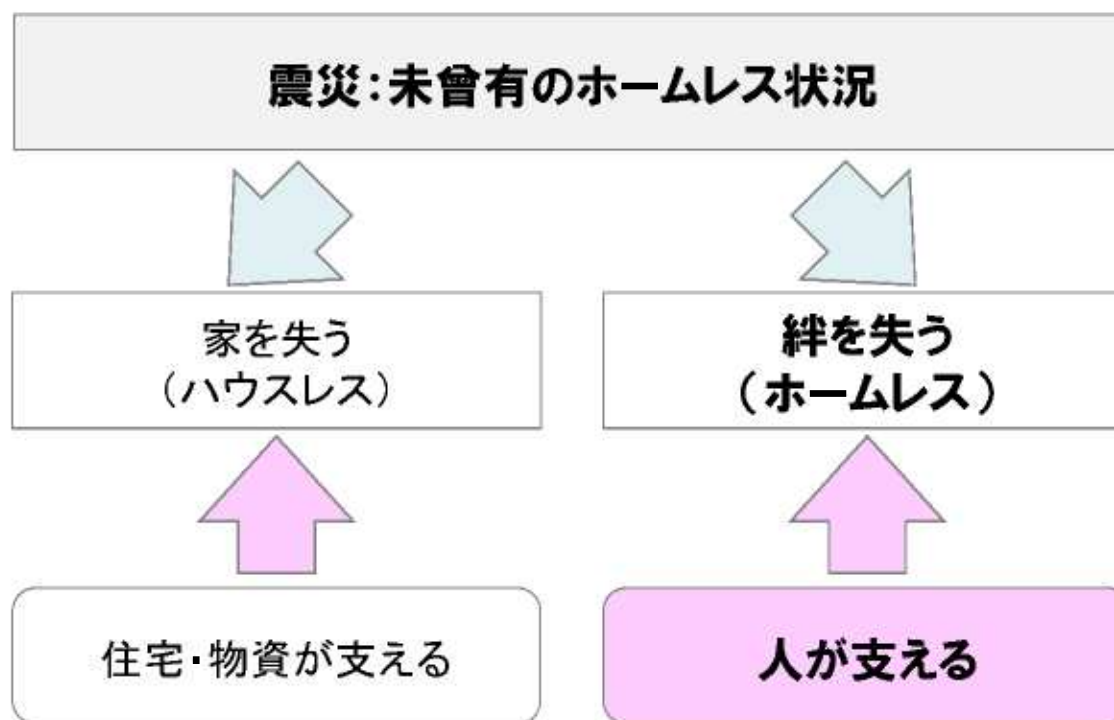 震災:未曾有のホームレス状況
家を失う
(ハウスレス)
絆を失う
(ホームレス)
住宅・物資が支える
人が支える